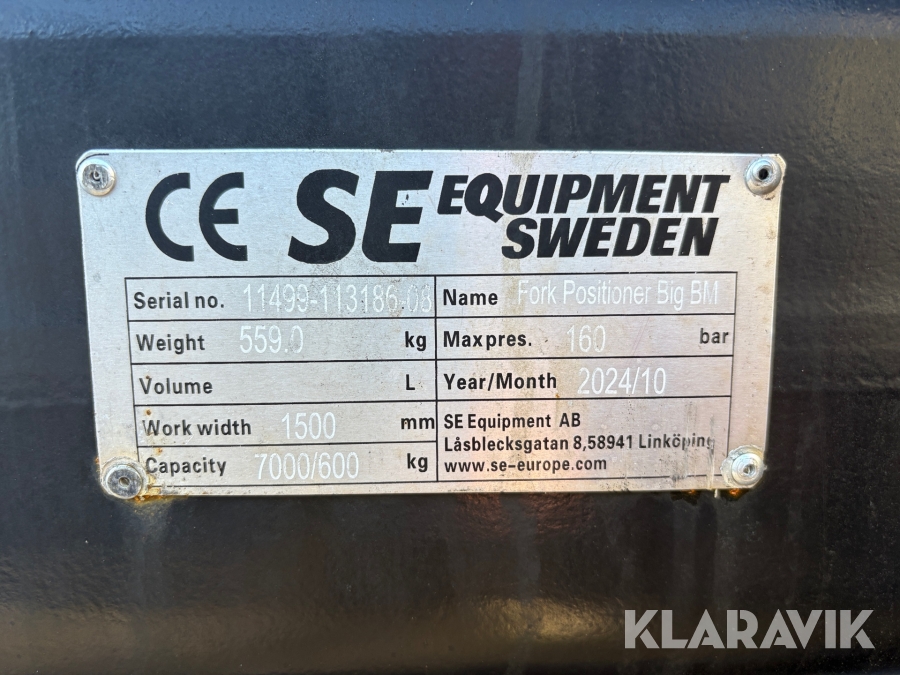 CE SE EQUIPMENT
SWEDEN
Serial no. 11499-113186-08 Name Fork Positioner Big BM
Weight 559.0 kg Maxpres. 160 bar
Volume L Year/Month 2024/10
Work width 1500 mm SE Equipment AB
Låsblecksgatan 8,58941 Linköping
Capacity 7000/600 kg www.se-europe.com
KLARAVIK